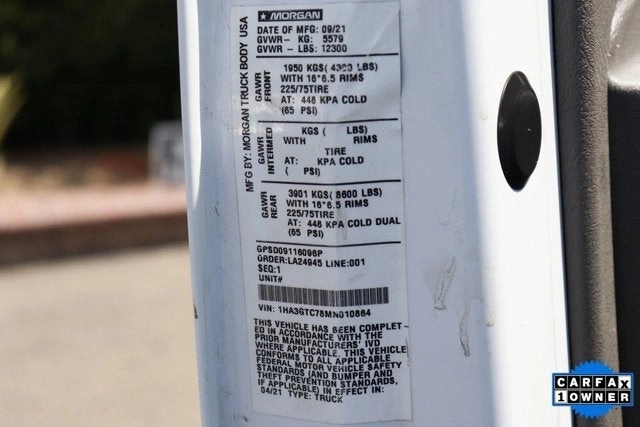 MORGAN
DATE OF MFG: 09/21
GVWR- KG: 5579
GVWR - LBS: 12300
MFG BY: MORGAN TRUCK BODY USA
GAWR FRONT
1950 KGS( 4300 LBS)
WITH 16*6.5 RIMS
225/75TIRE
AT: 448 KPA COLD
(65 PSI)
GAWR INTERMED
KGS ( LBS)
WITH RIMS
TIRE
AT: KPA COLD
( PSI)
GAWR REAR
3901 KGS( 8600 LBS)
WITH 16*6.5 RIMS
225/75TIRE
AT: 448 KPA COLD DUAL
(65 PSI)
GPSD09116096P
ORDER:LA24945 LINE:001
SEQ:1
UNIT#
VIN: 1HA3GTC78MN010864
THIS VEHICLE HAS BEEN COMPLET-
ED IN ACCORDANCE WITH THE
PRIOR MANUFACTURERS' IVD
WHERE APPLICABLE. THIS VEHICLE
CONFORMS TO ALL APPLICABLE
FEDERAL MOTOR VEHICLE SAFETY
STANDARDS (AND BUMPER AND
THEFT PREVENTION STANDARDS,
IF APPLICABLE) IN EFFECT IN:
04/21 TYPE: TRUCK
CARFAX
1 OWNER